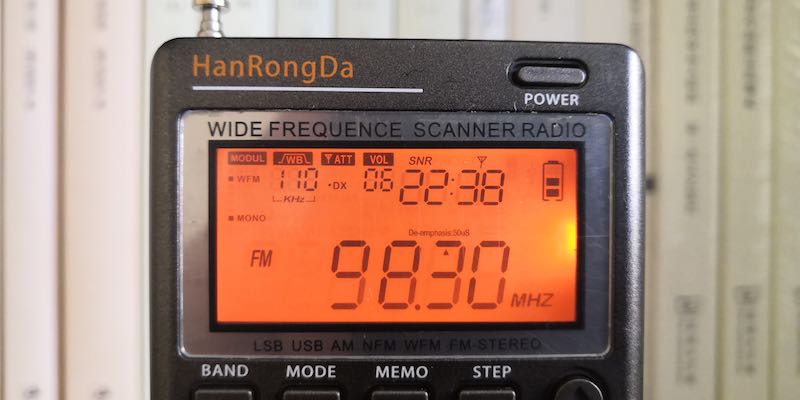 HanRongDa
POWER
WIDE FREQUENCE SCANNER RADIO
MODUL WB ATT VOL SNR
WFM 110 DX 06 22:38
KHz
MONO
De-emphasis:50uS
FM 98.30 MHZ
LSB USB AM NFM WFM FM-STEREO
BAND MODE MEMO STEP